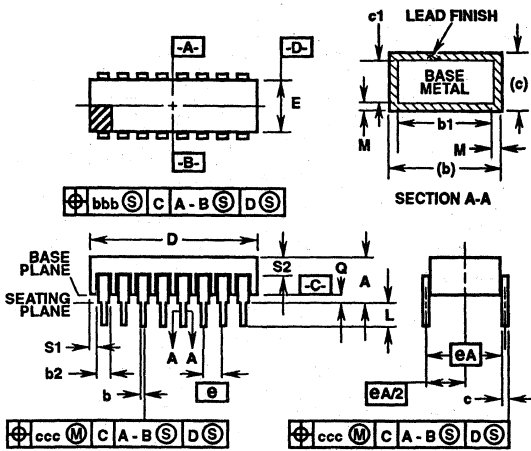 -A-
-D-
E
-B-
⌖ bbb Ⓢ C A - B Ⓢ D Ⓢ
c1
LEAD FINISH
BASE
METAL
(c)
b1
M
M
(b)
SECTION A-A
D
BASE
PLANE
SEATING
PLANE
S2
-C-
Q
A
L
S1
b2
A
A
b
e
⌖ ccc Ⓜ C A - B Ⓢ D Ⓢ
eA
eA/2
c
⌖ ccc Ⓜ C A - B Ⓢ D Ⓢ